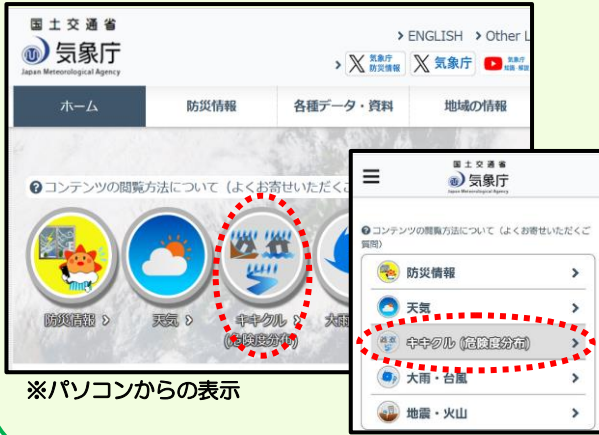 国土交通省
気象庁
Japan Meteorological Agency
> ENGLISH > Other L
> X 気象庁 防災情報 X 気象庁
ホーム 防災情報 各種データ・資料 地域の情報
?コンテンツの閲覧方法について（よくお寄せいただくご
防災情報 > 天気 > キキクル > 大雨
(危険度分布)
※パソコンからの表示
国土交通省
気象庁
Japan Meteorological Agency
?コンテンツの閲覧方法について（よくお寄せいただくご
質問）
防災情報 >
天気 >
キキクル (危険度分布) >
大雨・台風 >
地震・火山 >